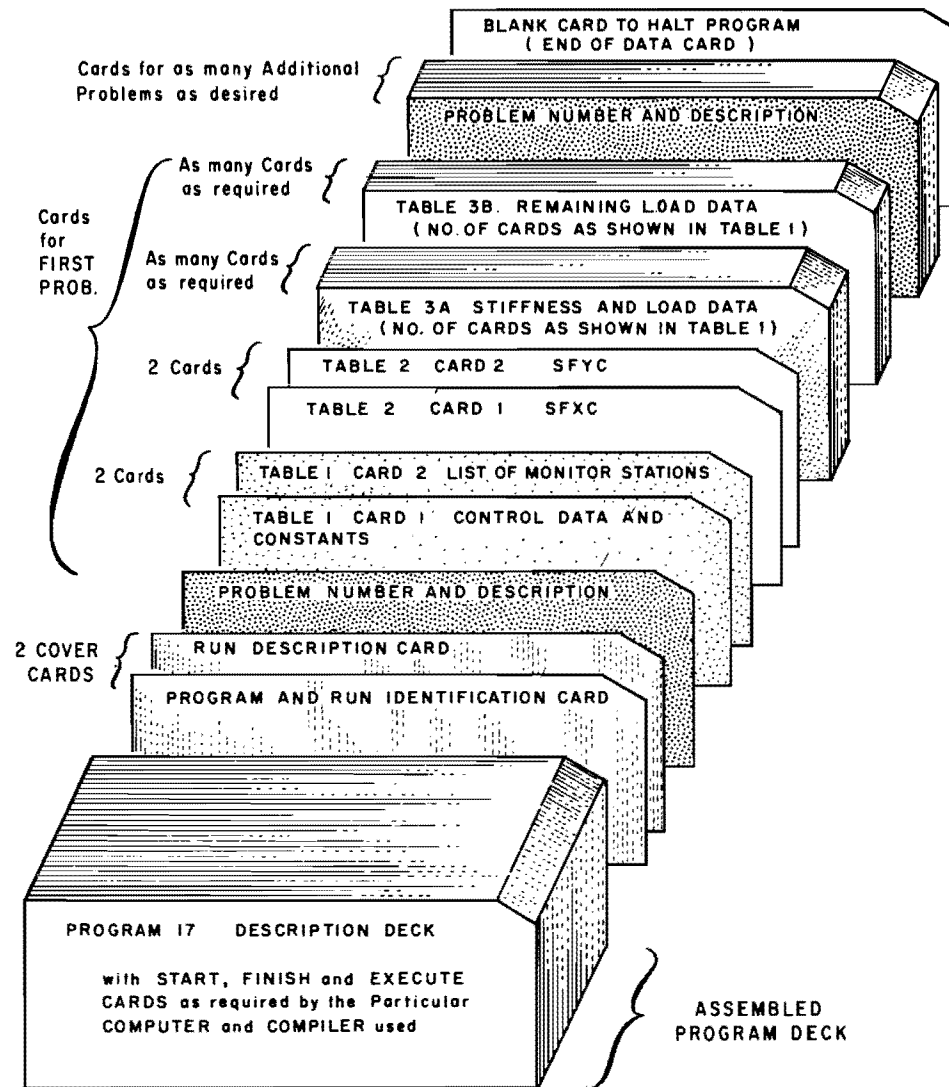 BLANK CARD TO HALT PROGRAM
( END OF DATA CARD )
Cards for as many Additional
Problems as desired
PROBLEM NUMBER AND DESCRIPTION
As many Cards
as required
TABLE 3B. REMAINING LOAD DATA
(NO. OF CARDS AS SHOWN IN TABLE 1)
Cards
for
FIRST
PROB.
As many Cards
as required
TABLE 3A STIFFNESS AND LOAD DATA
(NO. OF CARDS AS SHOWN IN TABLE 1)
2 Cards
TABLE 2 CARD 2 SFYC
TABLE 2 CARD 1 SFXC
2 Cards
TABLE 1 CARD 2 LIST OF MONITOR STATIONS
TABLE 1 CARD 1 CONTROL DATA AND
CONSTANTS
PROBLEM NUMBER AND DESCRIPTION
2 COVER
CARDS
RUN DESCRIPTION CARD
PROGRAM AND RUN IDENTIFICATION CARD
PROGRAM 17 DESCRIPTION DECK
with START, FINISH and EXECUTE
CARDS as required by the Particular
COMPUTER and COMPILER used
ASSEMBLED
PROGRAM DECK